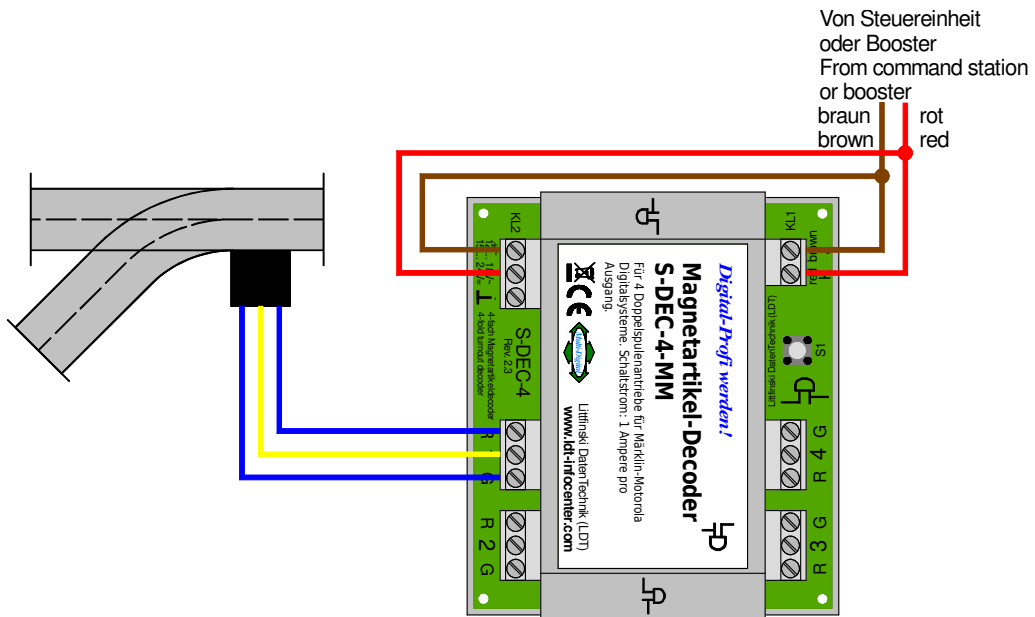 Von Steuereinheit
oder Booster
From command station
or booster
braun rot
brown red
KL2
KL1
S-DEC-4
Rev. 2.3
4-fach Magnetartikeldecoder
4-fold turnout decoder
Digital-Profi werden!
Magnetartikel-Decoder
S-DEC-4-MM
Für 4 Doppelspulenantriebe für Märklin-Motorola
Digitalsysteme. Schaltstrom: 1 Ampere pro
Ausgang.
Multi-Digital
Littfinski DatenTechnik (LDT)
www.ldt-infocenter.com
brown
S1
Littfinski DatenTechnik (LDT)
R
G
R 2 G
R 4 G
R 3 G